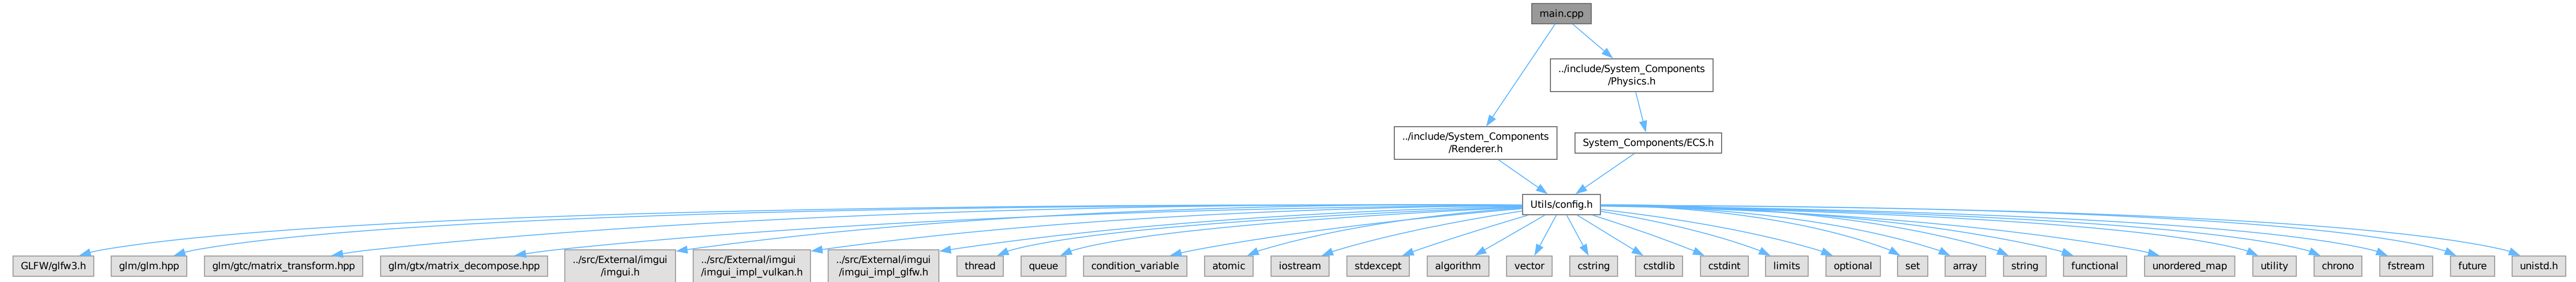 main.cpp
../include/System_Components
/Physics.h
../include/System_Components
/Renderer.h
System_Components/ECS.h
Utils/config.h
GLFW/glfw3.h
glm/glm.hpp
glm/gtc/matrix_transform.hpp
glm/gtx/matrix_decompose.hpp
../src/External/imgui
/imgui.h
../src/External/imgui
/imgui_impl_vulkan.h
../src/External/imgui
/imgui_impl_glfw.h
thread
queue
condition_variable
atomic
iostream
stdexcept
algorithm
vector
cstring
cstdlib
cstdint
limits
optional
set
array
string
functional
unordered_map
utility
chrono
fstream
future
unistd.h